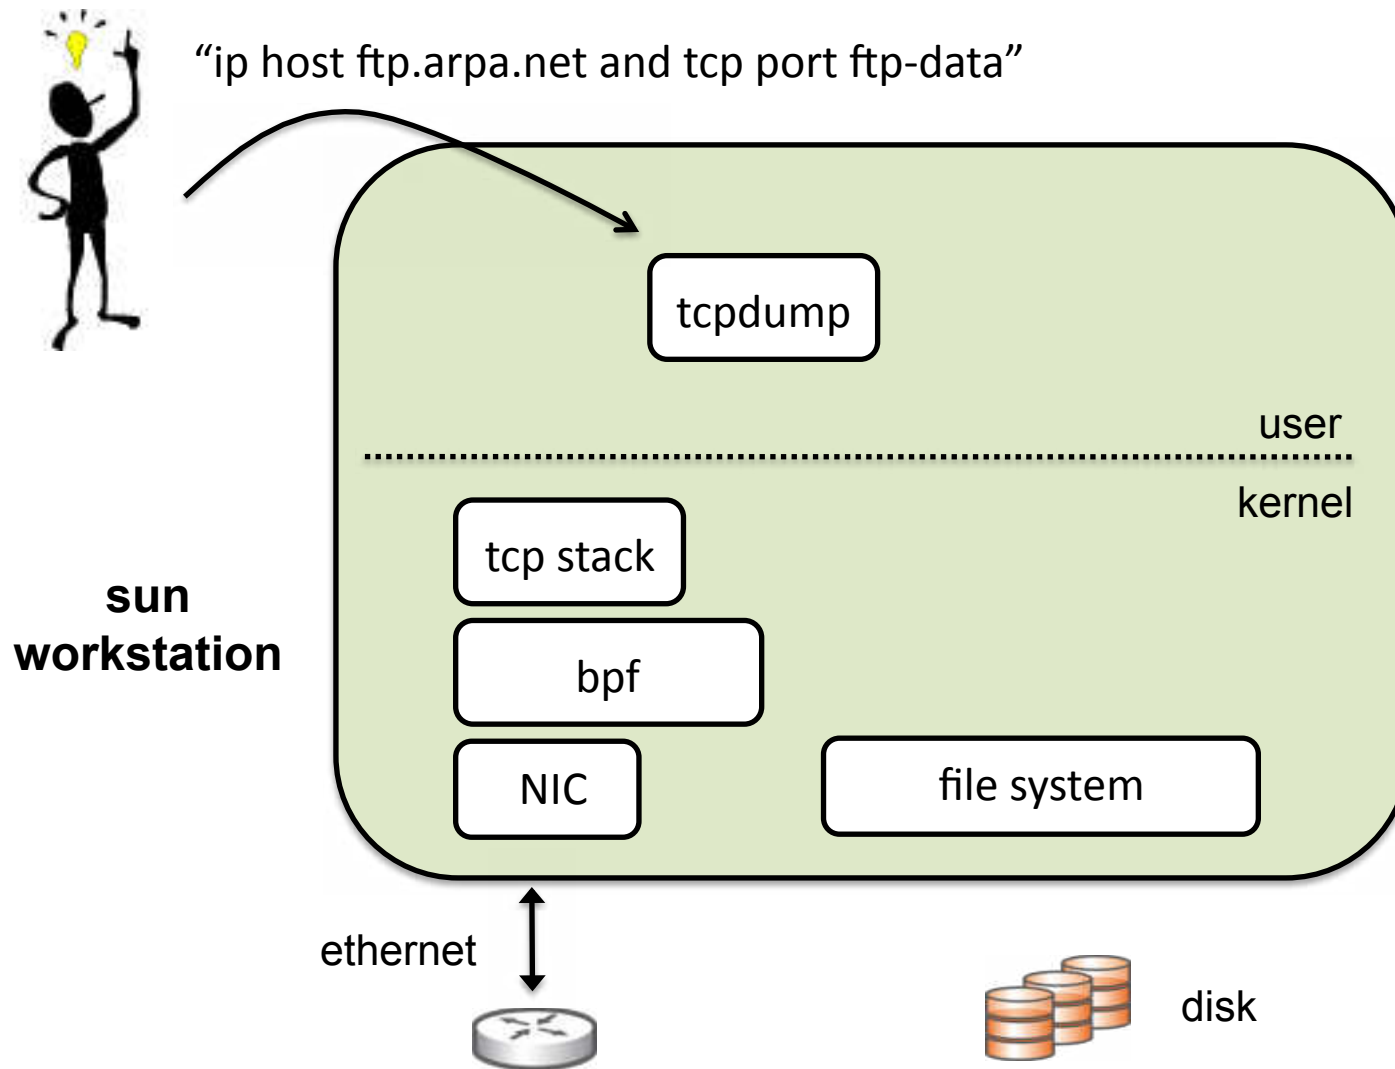 “ip host ftp.arpa.net and tcp port ftp-data”
tcpdump
user
kernel
tcp stack
sun
workstation
bpf
NIC
file system
ethernet
disk